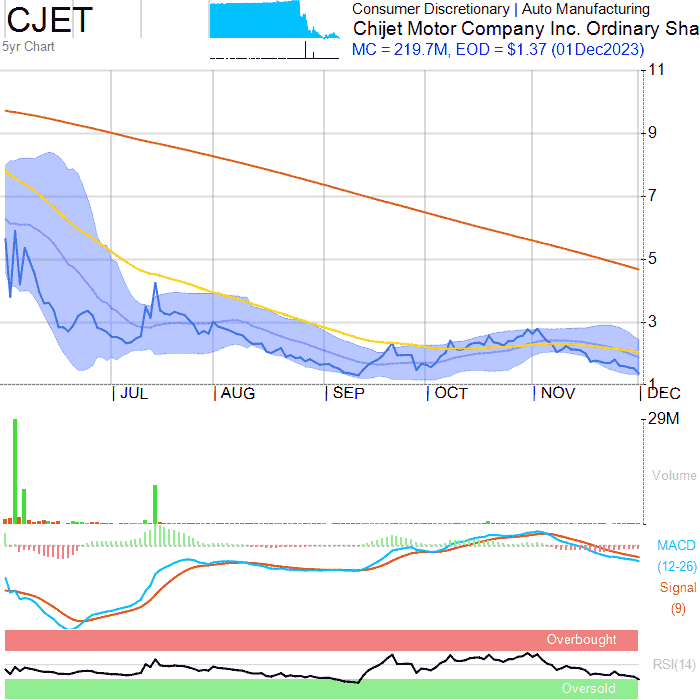 CJET
5yr Chart
Consumer Discretionary | Auto Manufacturing
Chijet Motor Company Inc. Ordinary Sha
MC = 219.7M, EOD = $1.37 (01Dec2023)
11
9
7
5
3
1
JUL AUG SEP OCT NOV DEC
29M
Volume
MACD
(12-26)
Signal
(9)
Overbought
RSI(14)
Oversold